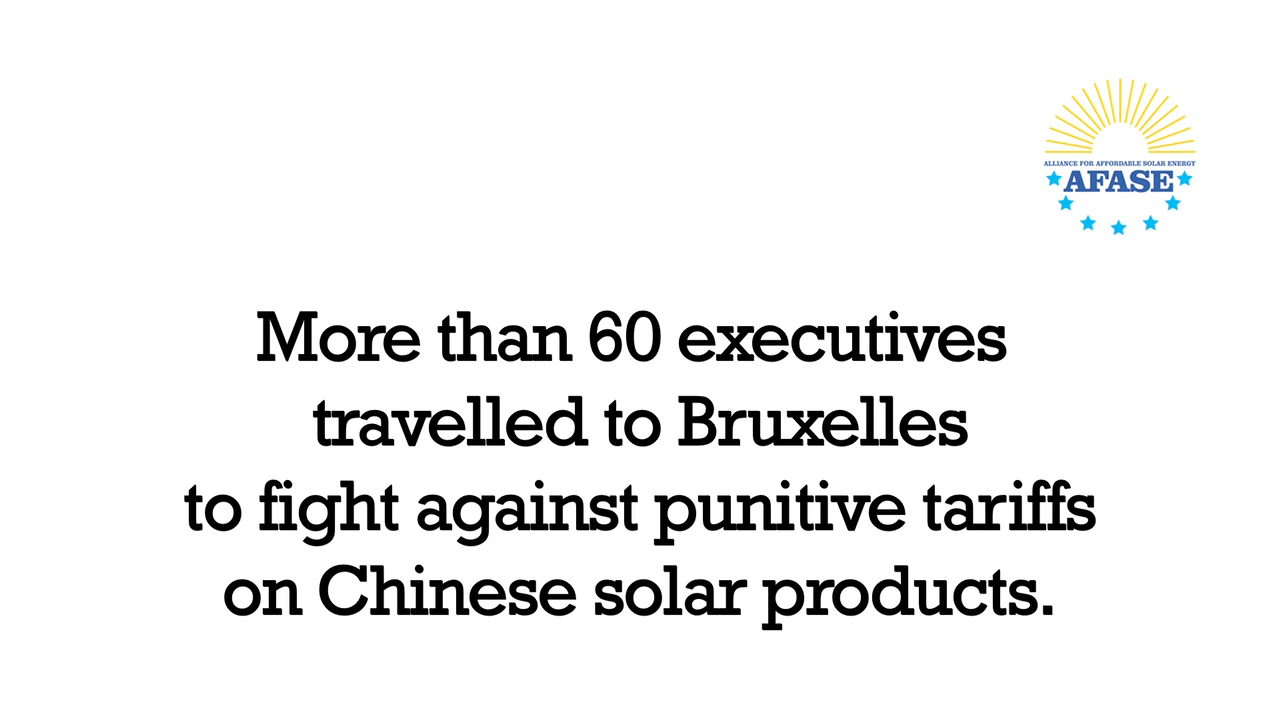 ALLIANCE FOR AFFORDABLE SOLAR ENERGY
AFASE
More than 60 executives
travelled to Bruxelles
to fight against punitive tariffs
on Chinese solar products.